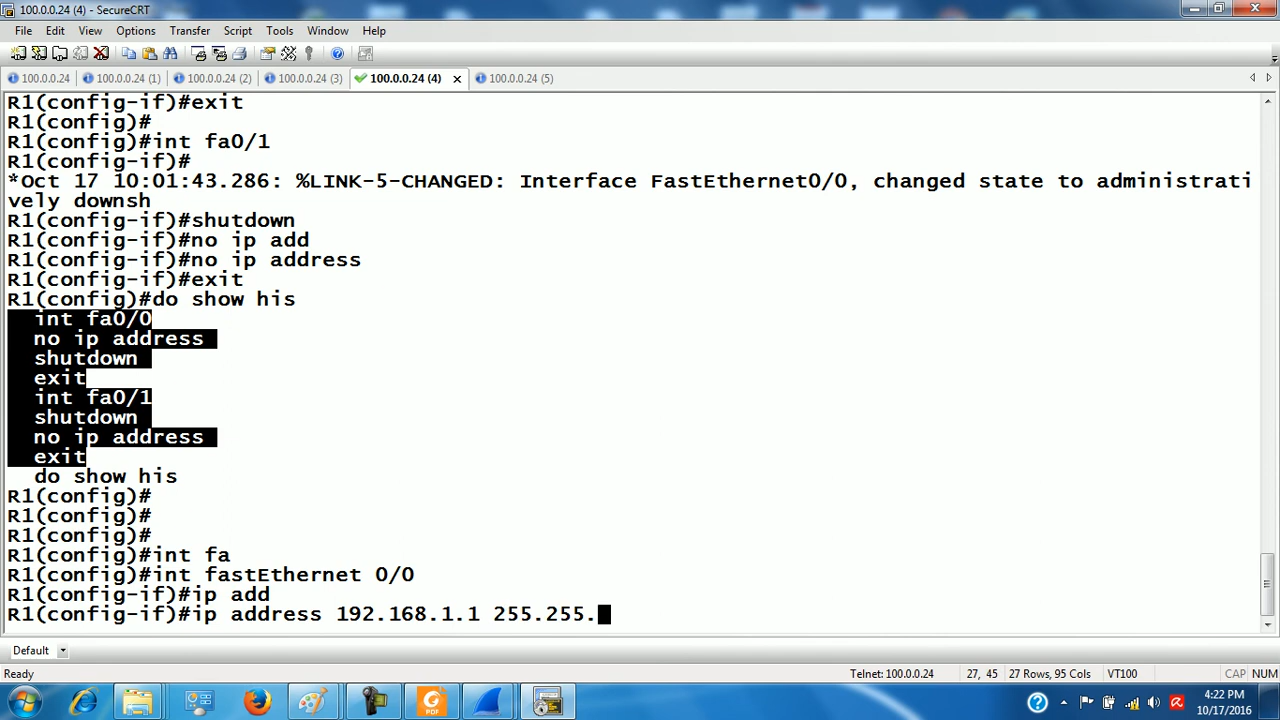 100.0.0.24 (4) - SecureCRT
File Edit View Options Transfer Script Tools Window Help
100.0.0.24 100.0.0.24 (1) 100.0.0.24 (2) 100.0.0.24 (3) 100.0.0.24 (4) 100.0.0.24 (5)
R1(config-if)#exit
R1(config)#
R1(config)#int fa0/1
R1(config-if)#
*Oct 17 10:01:43.286: %LINK-5-CHANGED: Interface FastEthernet0/0, changed state to administrati
vely downsh
R1(config-if)#shutdown
R1(config-if)#no ip add
R1(config-if)#no ip address
R1(config-if)#exit
R1(config)#do show his
int fa0/0
no ip address
shutdown
exit
int fa0/1
shutdown
no ip address
exit
do show his
R1(config)#
R1(config)#
R1(config)#
R1(config)#int fa
R1(config)#int fastEthernet 0/0
R1(config-if)#ip add
R1(config-if)#ip address 192.168.1.1 255.255.
Default
Ready Telnet: 100.0.0.24 27, 45 27 Rows, 95 Cols VT100 CAP NUM
PDF
4:22 PM
10/17/2016